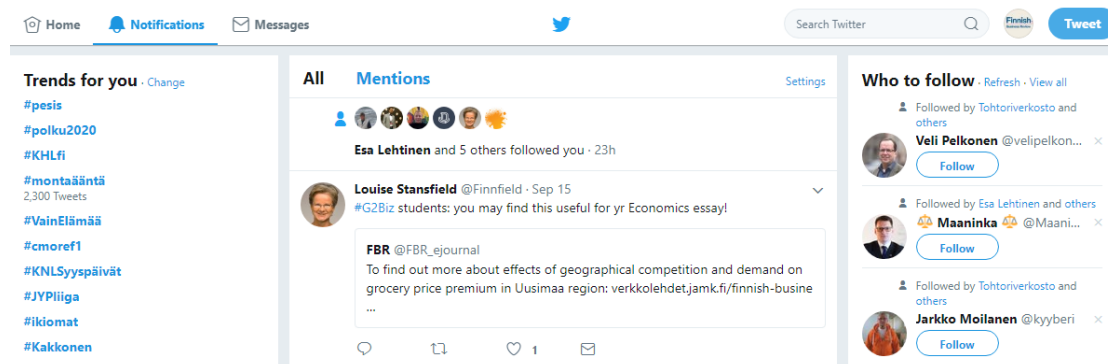 Home
Notifications
Messages
Search Twitter
Finnish
Tweet
Trends for you · Change
#pesis
#polku2020
#KHLfi
#montaääntä
2,300 Tweets
#VainElämää
#cmoref1
#KNLSyyspäivät
#JYPliiga
#ikiomat
#Kakkonen
All
Mentions
Settings
Esa Lehtinen and 5 others followed you · 23h
Louise Stansfield @Finnfield · Sep 15
#G2Biz students: you may find this useful for yr Economics essay!
FBR @FBR_ejournal
To find out more about effects of geographical competition and demand on
grocery price premium in Uusimaa region: verkkolehdet.jamk.fi/finnish-busine
...
1
Who to follow · Refresh · View all
Followed by Tohtoriverkosto and
others
Veli Pelkonen @velipelkon...
Follow
Followed by Esa Lehtinen and others
Maaninka @Maani...
Follow
Followed by Tohtoriverkosto and
others
Jarkko Moilanen @kyyberi
Follow